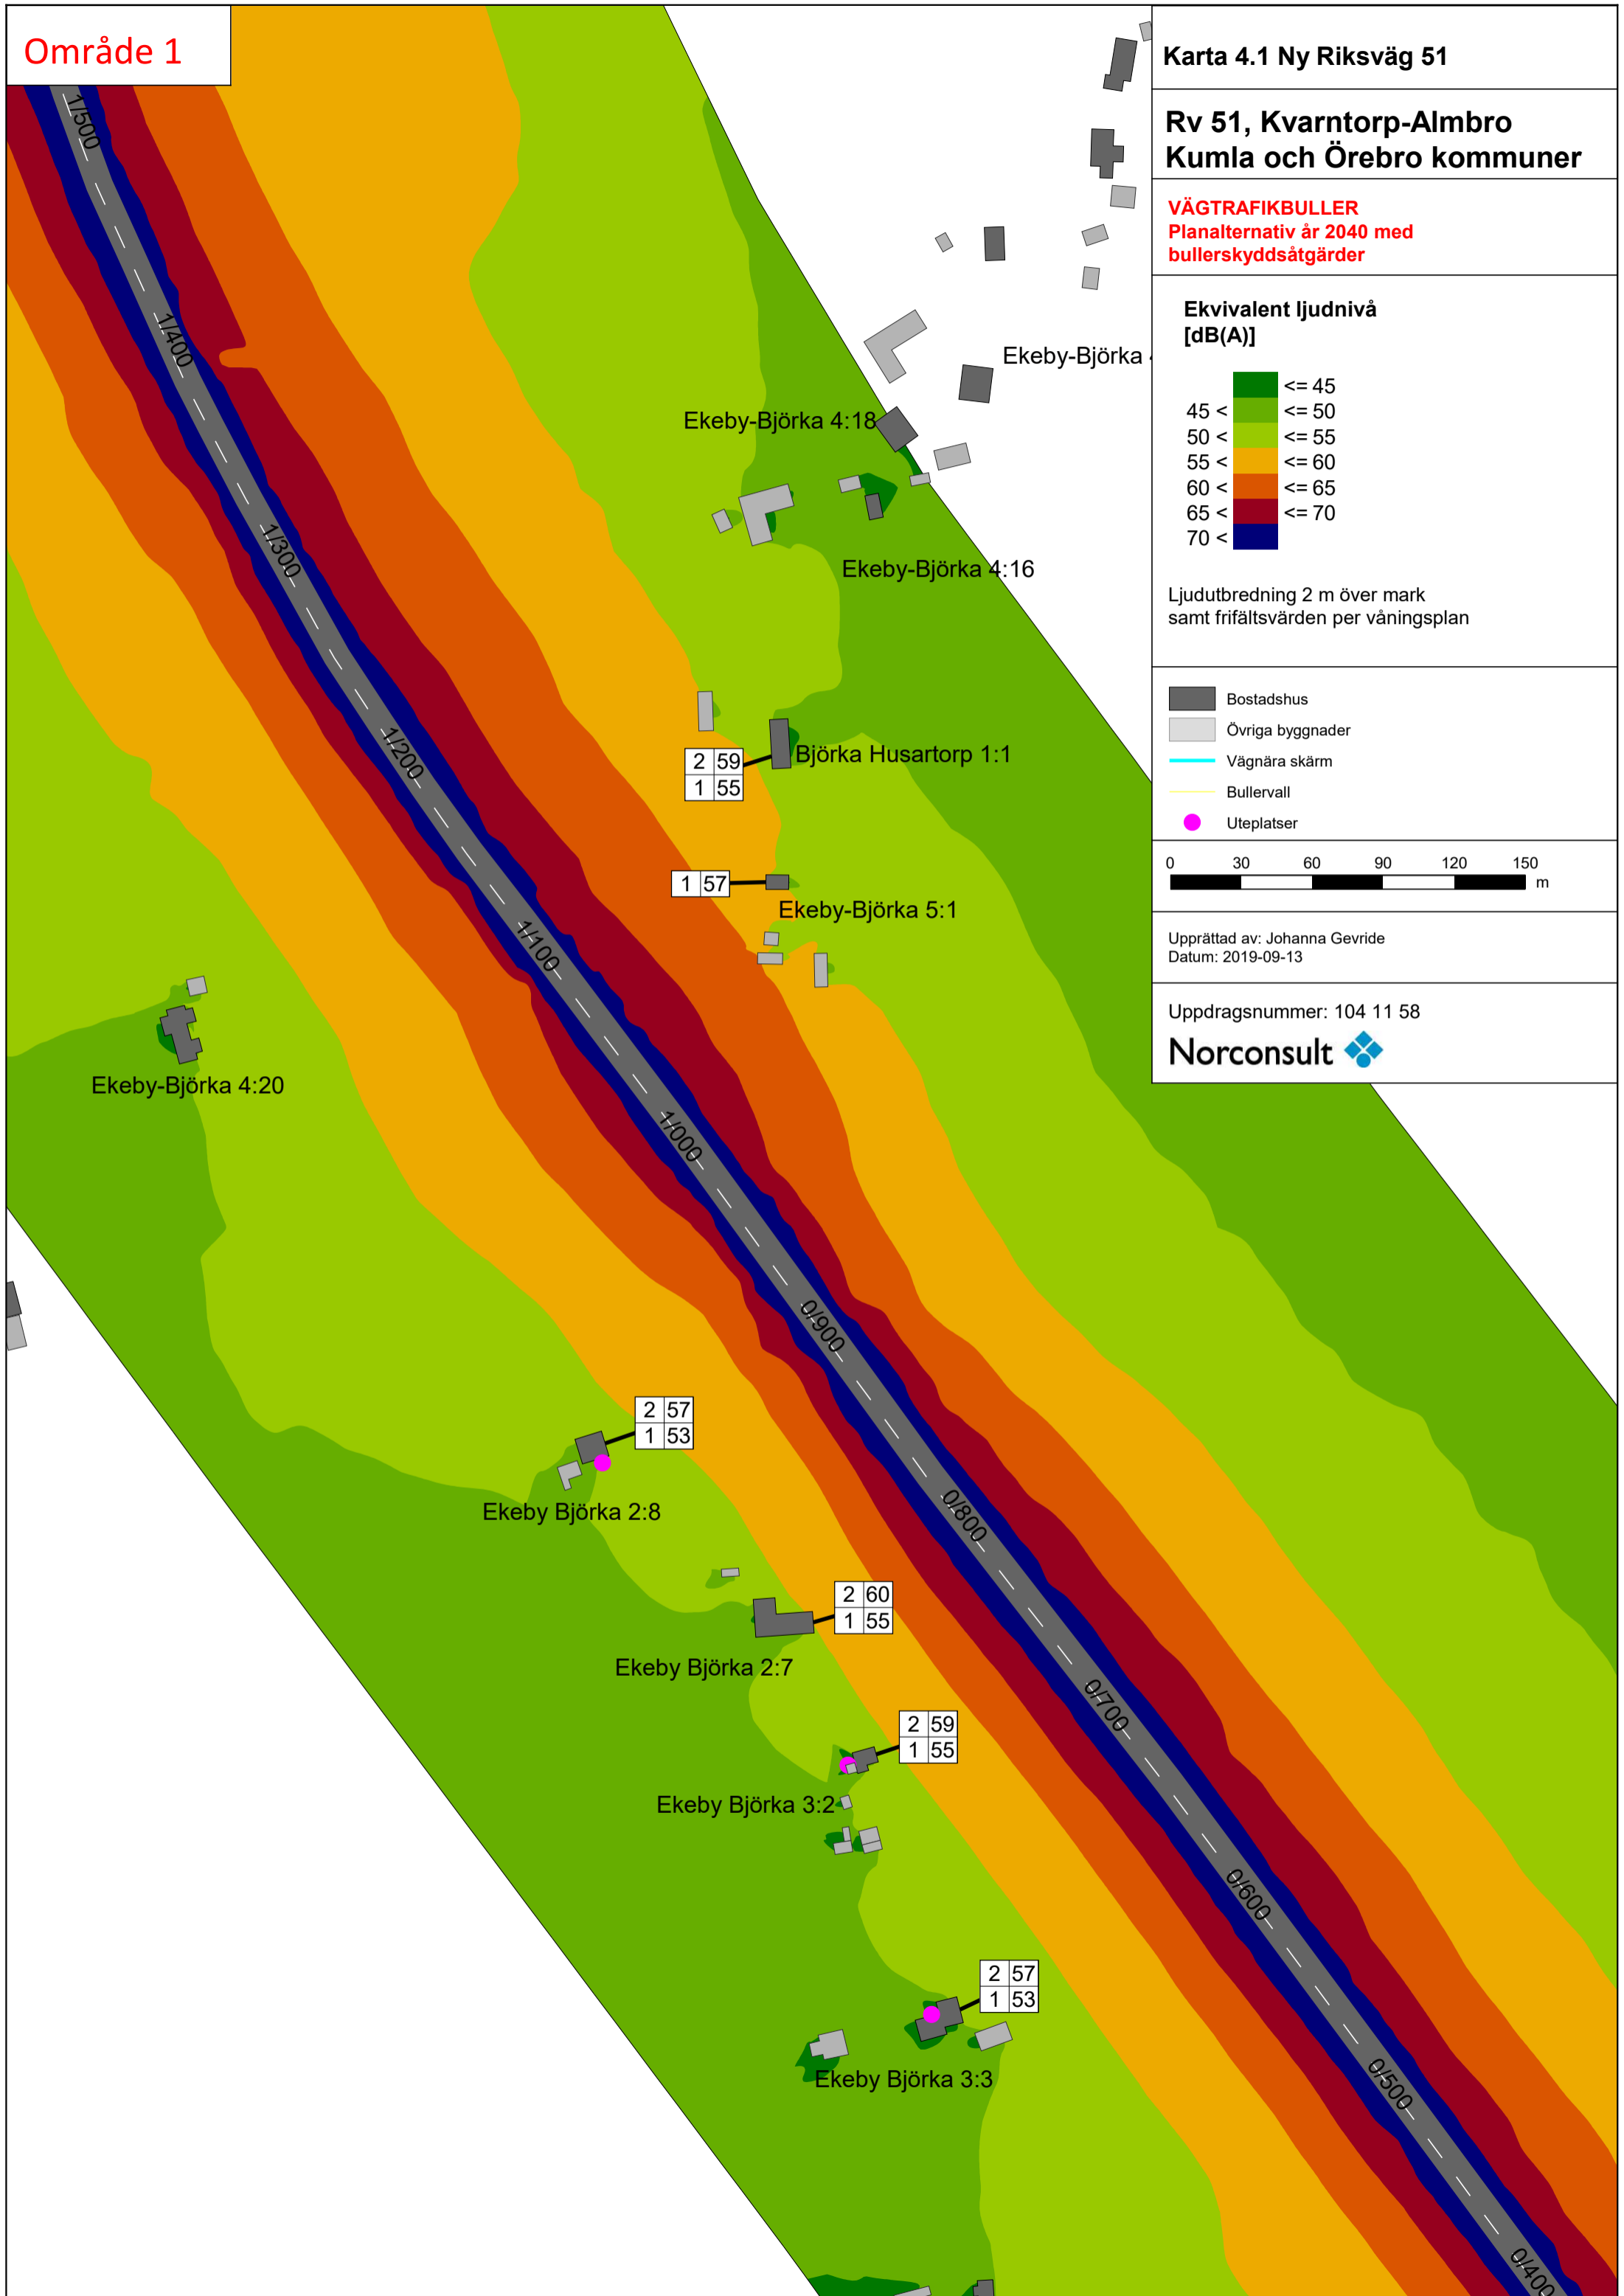 Område 1
Karta 4.1 Ny Riksväg 51
Rv 51, Kvarntorp-Almbro
Kumla och Örebro kommuner
VÄGTRAFIKBULLER
Planalternativ år 2040 med
bullerskyddsåtgärder
Ekvivalent ljudnivå
[dB(A)]
<= 45
45 < <= 50
50 < <= 55
55 < <= 60
60 < <= 65
65 < <= 70
70 <
Ljudutbredning 2 m över mark
samt frifältsvärden per våningsplan
Bostadshus
Övriga byggnader
Vägnära skärm
Bullervall
Uteplatser
0 30 60 90 120 150
m
Upprättad av: Johanna Gevride
Datum: 2019-09-13
Uppdragsnummer: 104 11 58
Norconsult
1/500
1/400
Ekeby-Björka
Ekeby-Björka 4:18
1/300
Ekeby-Björka 4:16
1/200
2 59
1 55
Björka Husartorp 1:1
1 57
Ekeby-Björka 5:1
1/100
Ekeby-Björka 4:20
1/000
0/900
2 57
1 53
Ekeby Björka 2:8
0/800
2 60
1 55
Ekeby Björka 2:7
0/700
2 59
1 55
Ekeby Björka 3:2
0/600
2 57
1 53
Ekeby Björka 3:3
0/500
0/400